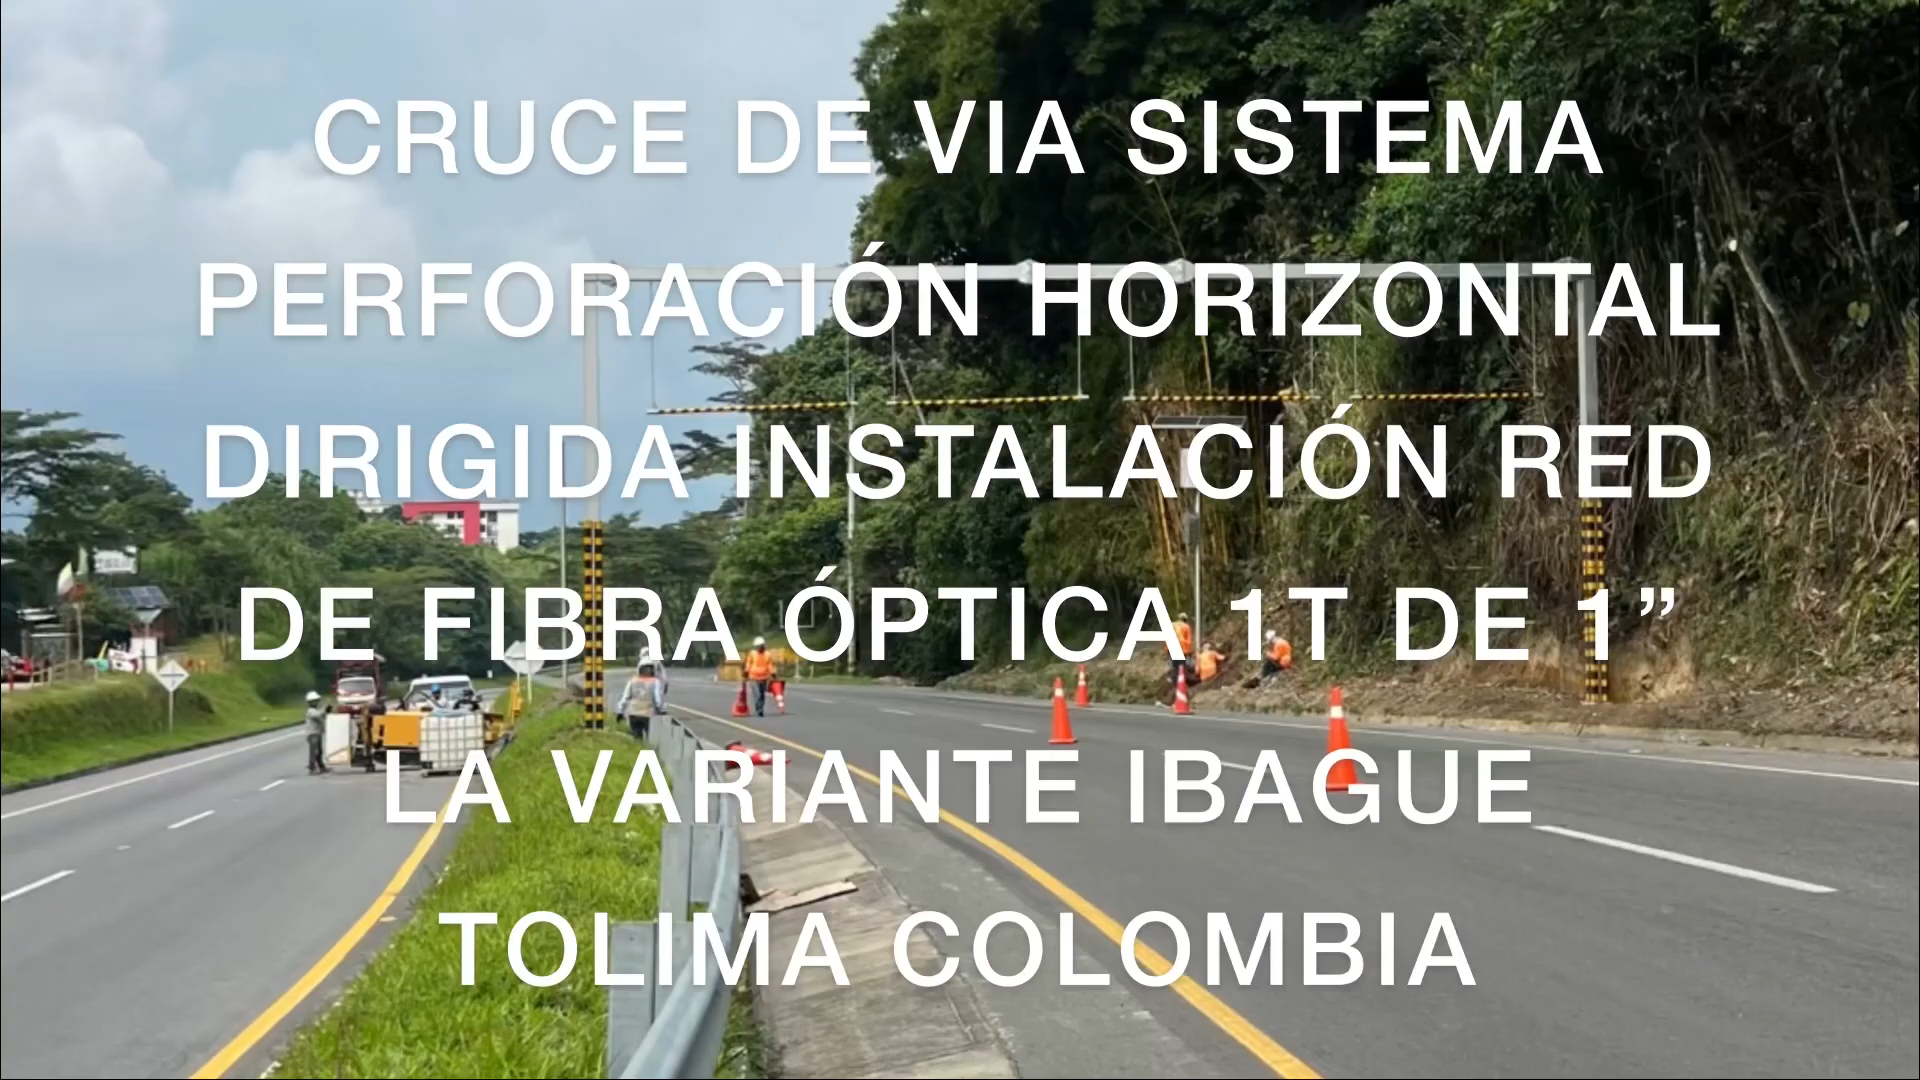 CRUCE DE VIA SISTEMA
PERFORACIÓN HORIZONTAL
DIRIGIDA INSTALACIÓN RED
DE FIBRA ÓPTICA 1T DE 1”
LA VARIANTE IBAGUE
TOLIMA COLOMBIA